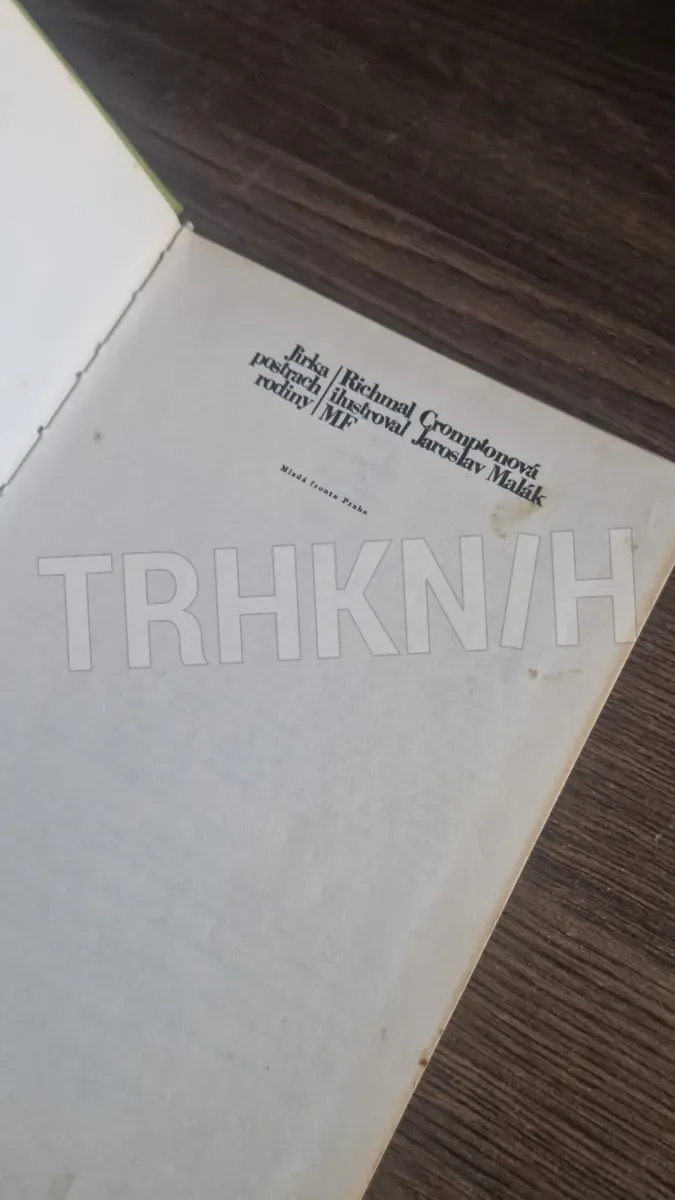 Jirka
postrach
rodiny
Richmal Cromptonová
ilustroval Jaroslav Malák
MF
Mladá fronta Praha
TRHKNIH